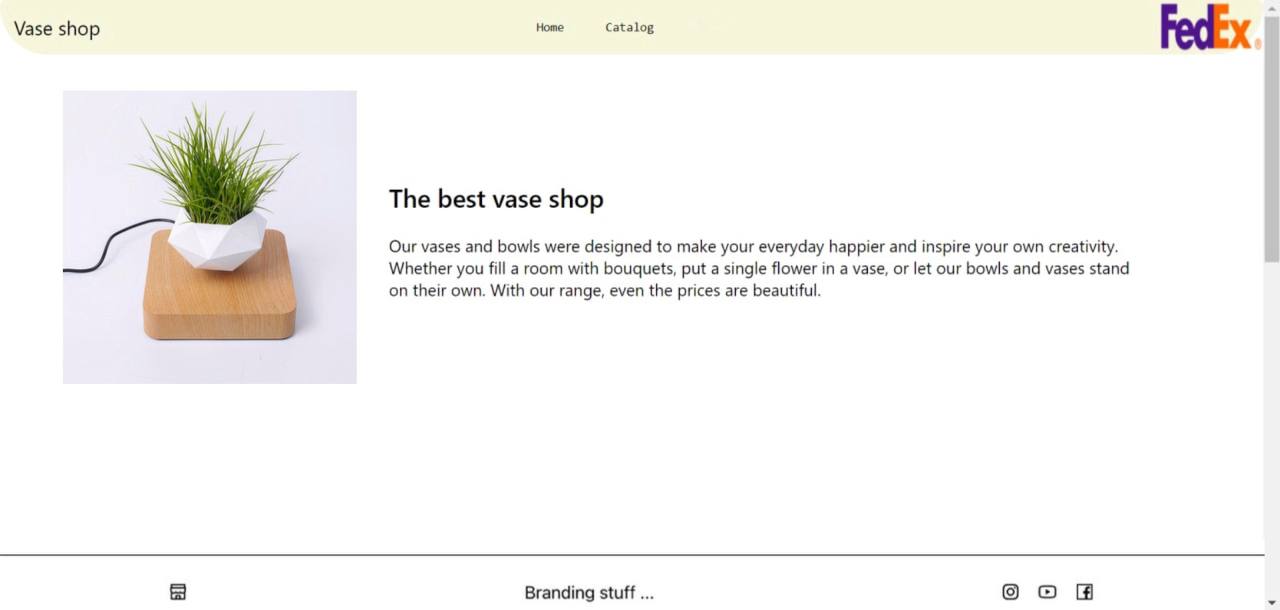 Vase shop
Home
Catalog
FedEx®
The best vase shop
Our vases and bowls were designed to make your everyday happier and inspire your own creativity.
Whether you fill a room with bouquets, put a single flower in a vase, or let our bowls and vases stand
on their own. With our range, even the prices are beautiful.
Branding stuff ...